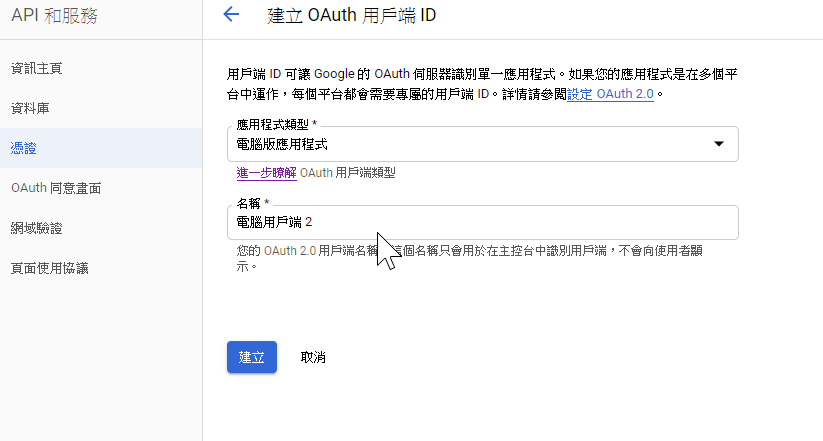 API 和服務
建立 OAuth 用戶端 ID
資訊主頁
資料庫
憑證
OAuth 同意畫面
網域驗證
頁面使用協議
用戶端 ID 可讓 Google 的 OAuth 伺服器識別單一應用程式。如果您的應用程式是在多個平
台中運作，每個平台都會需要專屬的用戶端 ID。詳情請參閱設定 OAuth 2.0。
應用程式類型 *
電腦版應用程式
進一步瞭解 OAuth 用戶端類型
名稱 *
電腦用戶端 2
您的 OAuth 2.0 用戶端名稱 這個名稱只會用於在主控台中識別用戶端，不會向使用者顯
示。
建立
取消